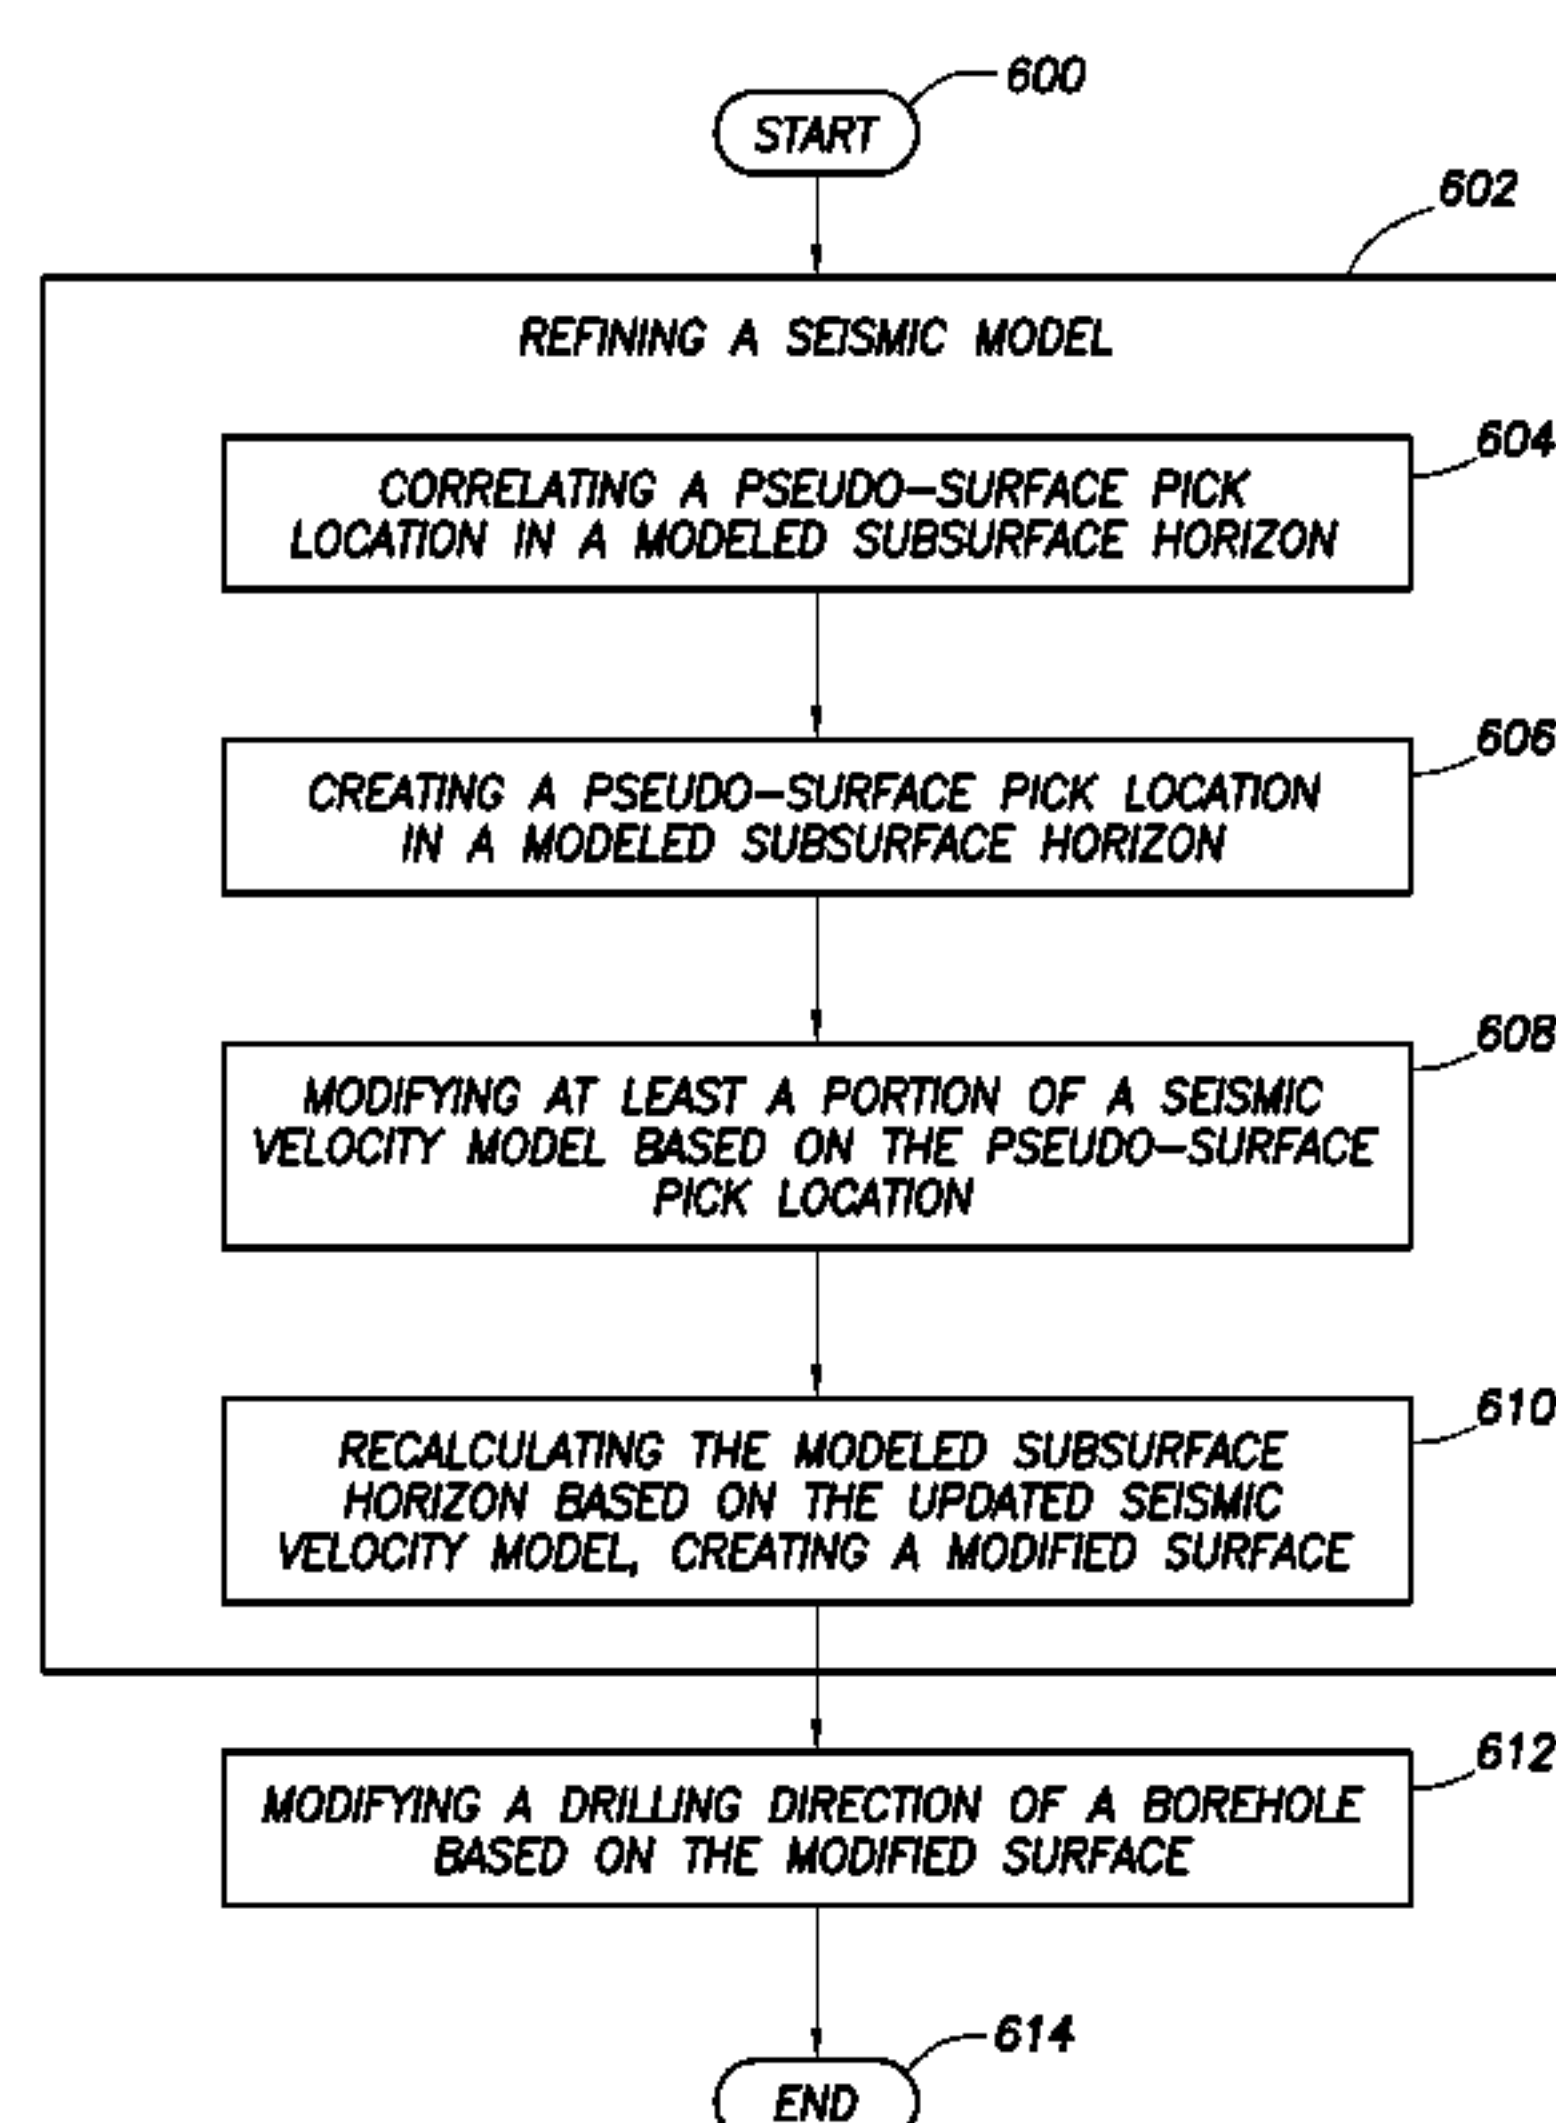 600
START
602
REFINING A SEISMIC MODEL
604
CORRELATING A PSEUDO-SURFACE PICK
LOCATION IN A MODELED SUBSURFACE HORIZON
606
CREATING A PSEUDO-SURFACE PICK LOCATION
IN A MODELED SUBSURFACE HORIZON
608
MODIFYING AT LEAST A PORTION OF A SEISMIC
VELOCITY MODEL BASED ON THE PSEUDO-SURFACE
PICK LOCATION
610
RECALCULATING THE MODELED SUBSURFACE
HORIZON BASED ON THE UPDATED SEISMIC
VELOCITY MODEL, CREATING A MODIFIED SURFACE
612
MODIFYING A DRILLING DIRECTION OF A BOREHOLE
BASED ON THE MODIFIED SURFACE
614
END